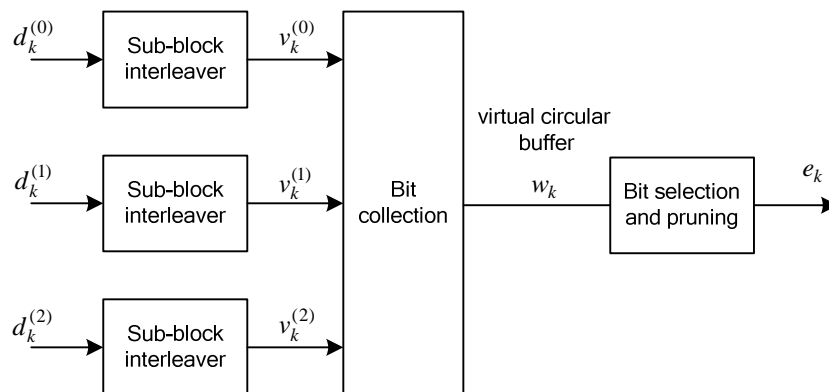 d_k^{(0)}
Sub-block
interleaver
v_k^{(0)}
d_k^{(1)}
Sub-block
interleaver
v_k^{(1)}
d_k^{(2)}
Sub-block
interleaver
v_k^{(2)}
Bit
collection
virtual circular
buffer
w_k
Bit selection
and pruning
e_k